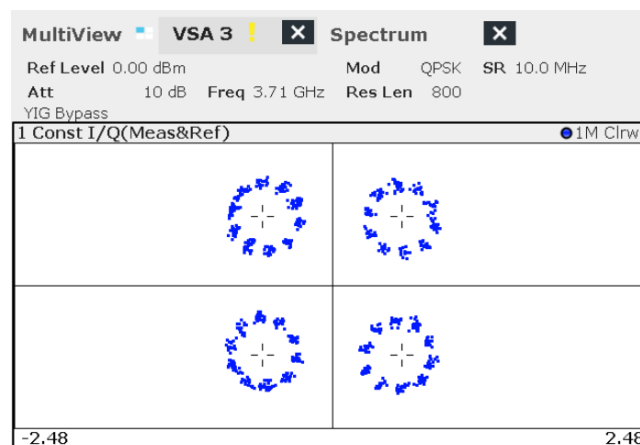 MultiView VSA 3 ! X Spectrum X
Ref Level 0.00 dBm Mod QPSK SR 10.0 MHz
Att 10 dB Freq 3.71 GHz Res Len 800
YIG Bypass
1 Const I/Q(Meas&Ref) 1M Clrw
-2.48 2.48